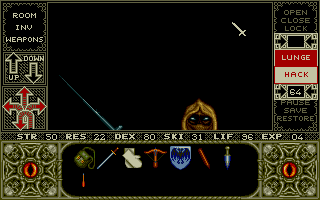 ROOM
INV
WEAPONS
UP
DOWN
OPEN
CLOSE
LOCK
LUNGE
HACK
64
PAUSE
SAVE
RESTORE
STR 50 RES 22 DEX 80 SKI 31 LIF 96 EXP 04